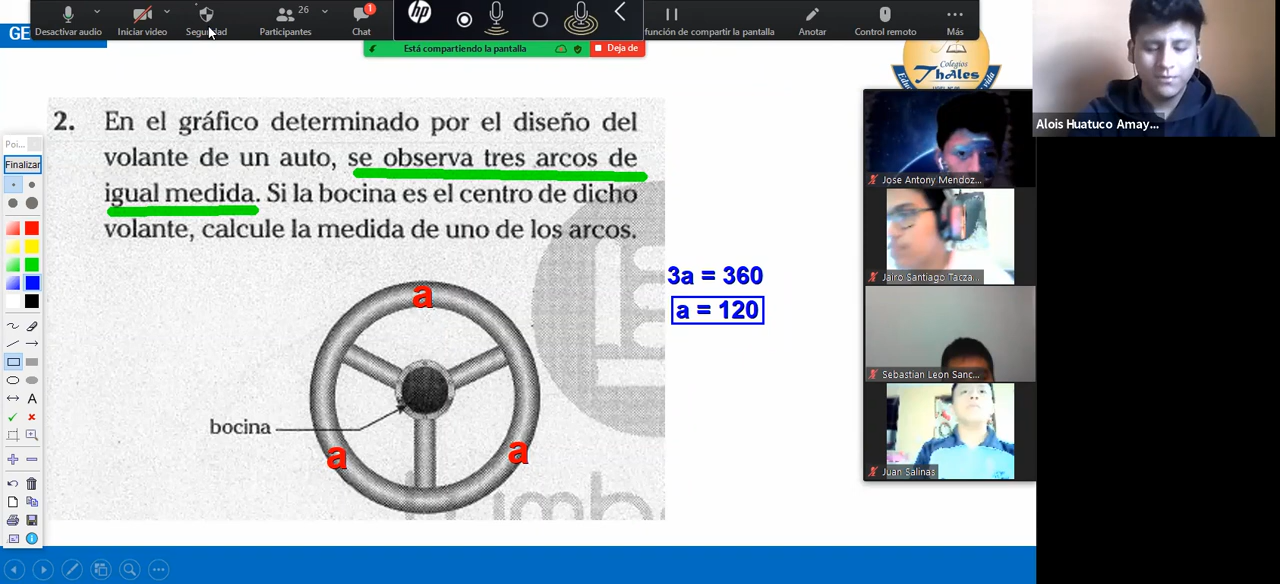 GE
Desactivar audio
Iniciar video
Seguridad
26
Participantes
1
Chat
hp
función de compartir la pantalla
Anotar
Control remoto
Más
Está compartiendo la pantalla
Deja de
Colegios
Thales
Alois Huatuco Amay...
Jose Antony Mendoz...
Jairo Santiago Tacza...
Sebastian Leon Sanc...
Juan Salinas
Poi...
Finalizar
A
2. En el gráfico determinado por el diseño del
volante de un auto, se observa tres arcos de
igual medida. Si la bocina es el centro de dicho
volante, calcule la medida de uno de los arcos.
3a = 360
a = 120
a
bocina
a
a